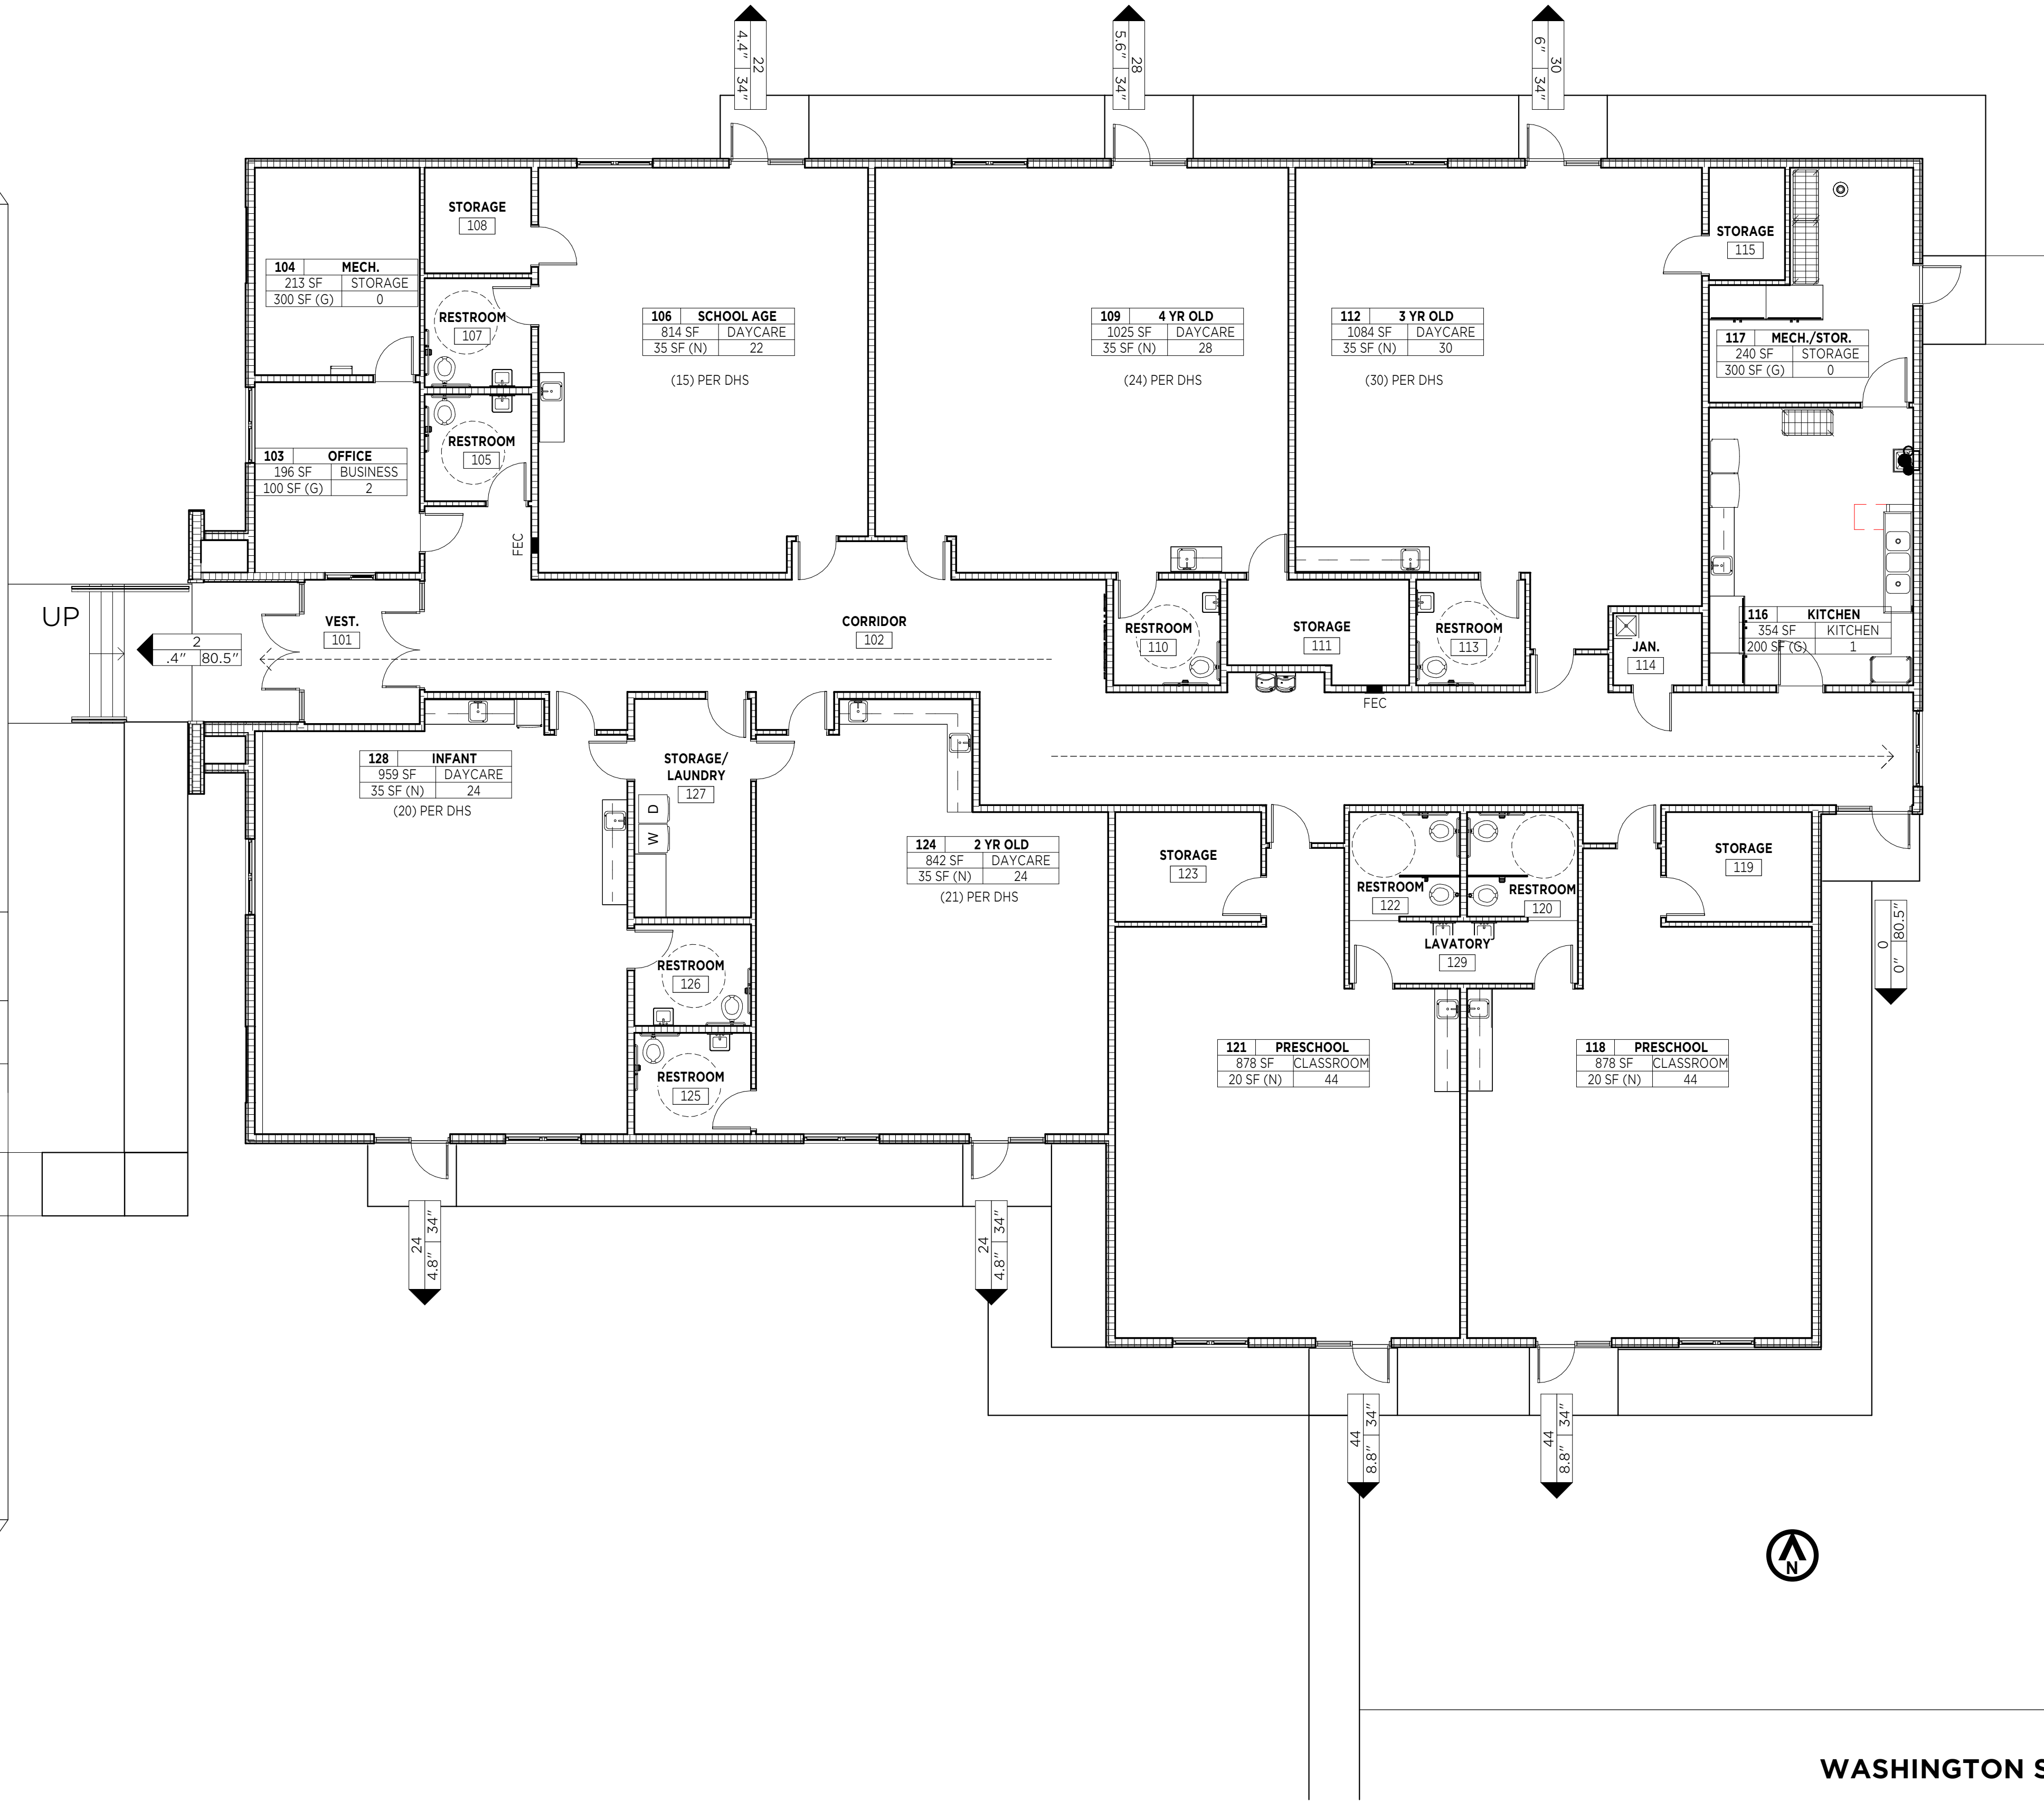 22
4.4" 34"
28
5.6" 34"
30
6" 34"
STORAGE
108
104 MECH.
213 SF STORAGE
300 SF (G) 0
RESTROOM
107
106 SCHOOL AGE
814 SF DAYCARE
35 SF (N) 22
(15) PER DHS
109 4 YR OLD
1025 SF DAYCARE
35 SF (N) 28
(24) PER DHS
112 3 YR OLD
1084 SF DAYCARE
35 SF (N) 30
(30) PER DHS
STORAGE
115
117 MECH./STOR.
240 SF STORAGE
300 SF (G) 0
103 OFFICE
196 SF BUSINESS
100 SF (G) 2
RESTROOM
105
FEC
UP
2
.4" 80.5"
VEST.
101
CORRIDOR
102
RESTROOM
110
STORAGE
111
RESTROOM
113
JAN.
114
116 KITCHEN
354 SF KITCHEN
200 SF (G) 1
FEC
128 INFANT
959 SF DAYCARE
35 SF (N) 24
(20) PER DHS
STORAGE/
LAUNDRY
127
D
W
124 2 YR OLD
842 SF DAYCARE
35 SF (N) 24
(21) PER DHS
STORAGE
123
RESTROOM
122
RESTROOM
120
STORAGE
119
LAVATORY
129
0
0" 80.5"
RESTROOM
126
RESTROOM
125
121 PRESCHOOL
878 SF CLASSROOM
20 SF (N) 44
118 PRESCHOOL
878 SF CLASSROOM
20 SF (N) 44
24
4.8" 34"
24
4.8" 34"
44
8.8" 34"
44
8.8" 34"
N
WASHINGTON S